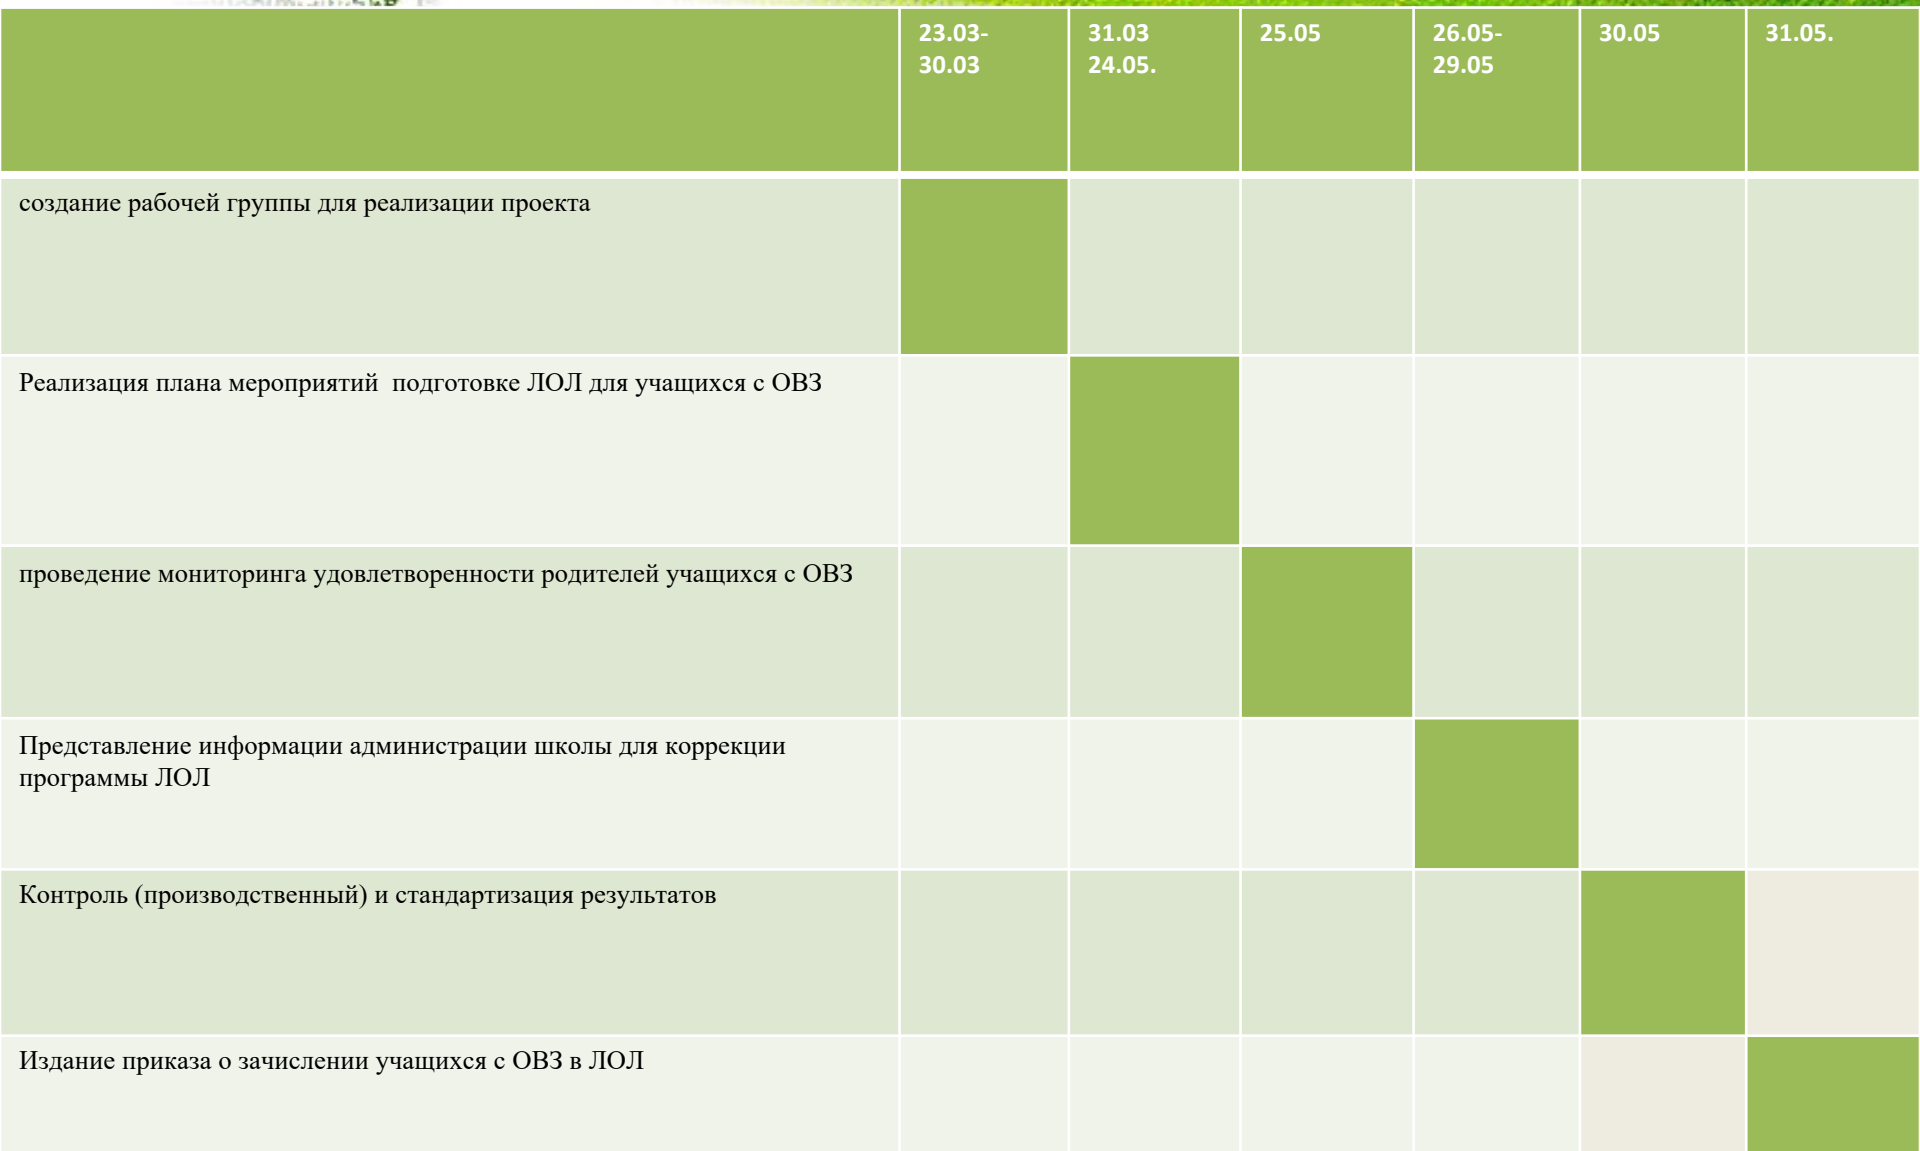 23.03-
30.03
31.03
24.05.
25.05
26.05-
29.05
30.05
31.05.
создание рабочей группы для реализации проекта
Реализация плана мероприятий  подготовке ЛОЛ для учащихся с ОВЗ
проведение мониторинга удовлетворенности родителей учащихся с ОВЗ
Представление информации администрации школы для коррекции
программы ЛОЛ
Контроль (производственный) и стандартизация результатов
Издание приказа о зачислении учащихся с ОВЗ в ЛОЛ